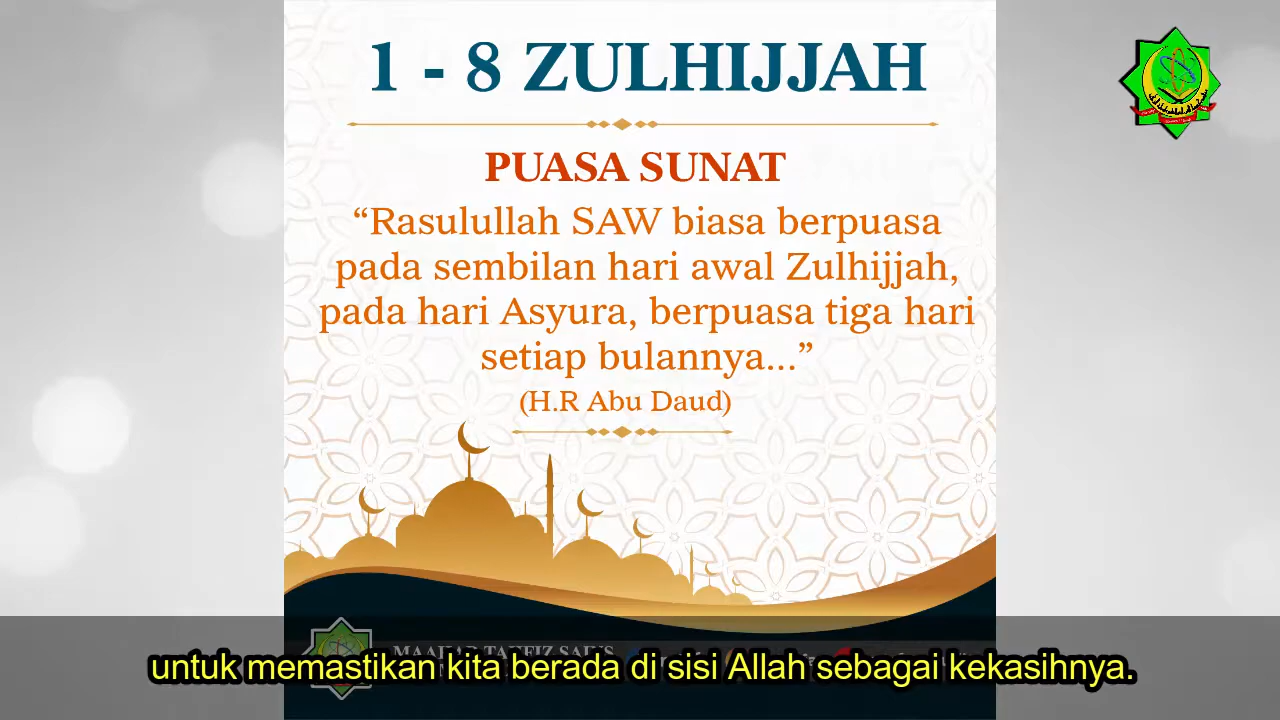 1 - 8 ZULHIJJAH
PUASA SUNAT
“Rasulullah SAW biasa berpuasa
pada sembilan hari awal Zulhijjah,
pada hari Asyura, berpuasa tiga hari
setiap bulannya...”
(H.R Abu Daud)
untuk memastikan kita berada di sisi Allah sebagai kekasihnya.